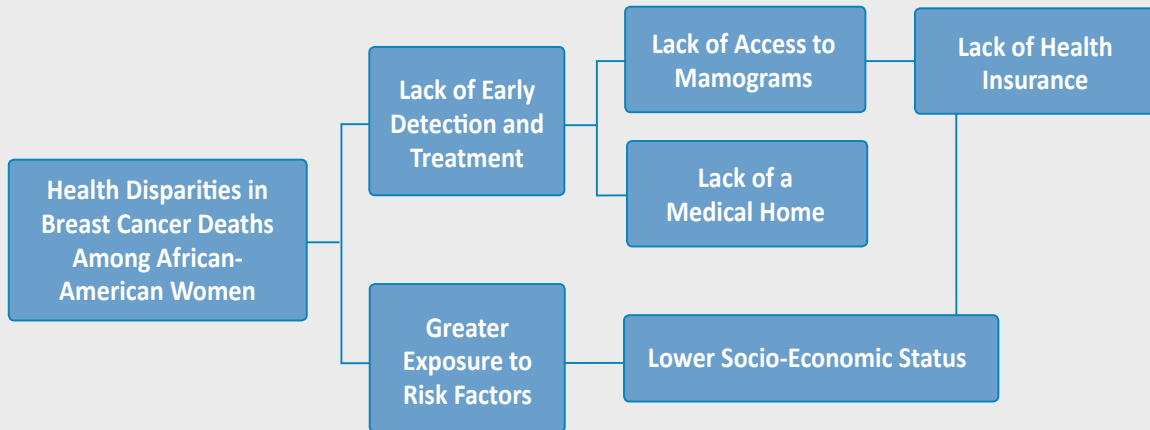 Health Disparities in
Breast Cancer Deaths
Among African-
American Women
Lack of Early
Detection and
Treatment
Greater
Exposure to
Risk Factors
Lack of Access to
Mamograms
Lack of a
Medical Home
Lower Socio-Economic Status
Lack of Health
Insurance